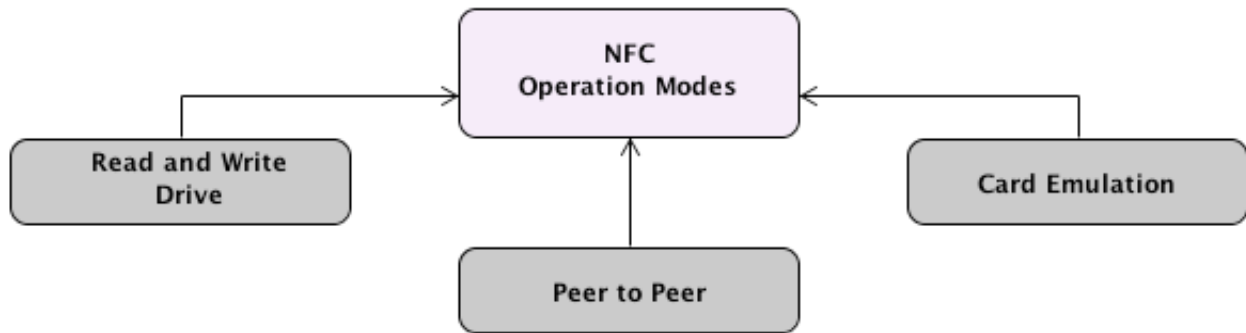 NFC
Operation Modes
Read and Write
Drive
Card Emulation
Peer to Peer